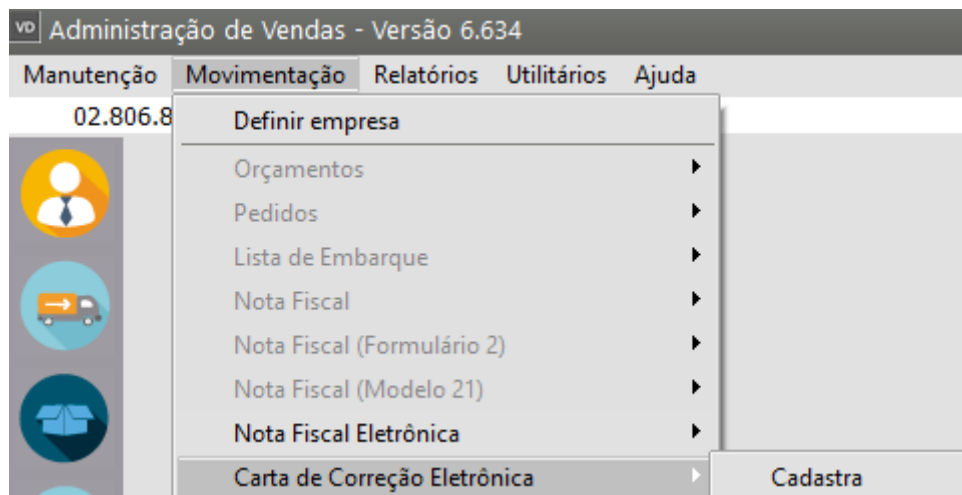 VD Administração de Vendas - Versão 6.634
Manutenção Movimentação Relatórios Utilitários Ajuda
02.806.8
Definir empresa
Orçamentos
Pedidos
Lista de Embarque
Nota Fiscal
Nota Fiscal (Formulário 2)
Nota Fiscal (Modelo 21)
Nota Fiscal Eletrônica
Carta de Correção Eletrônica Cadastra